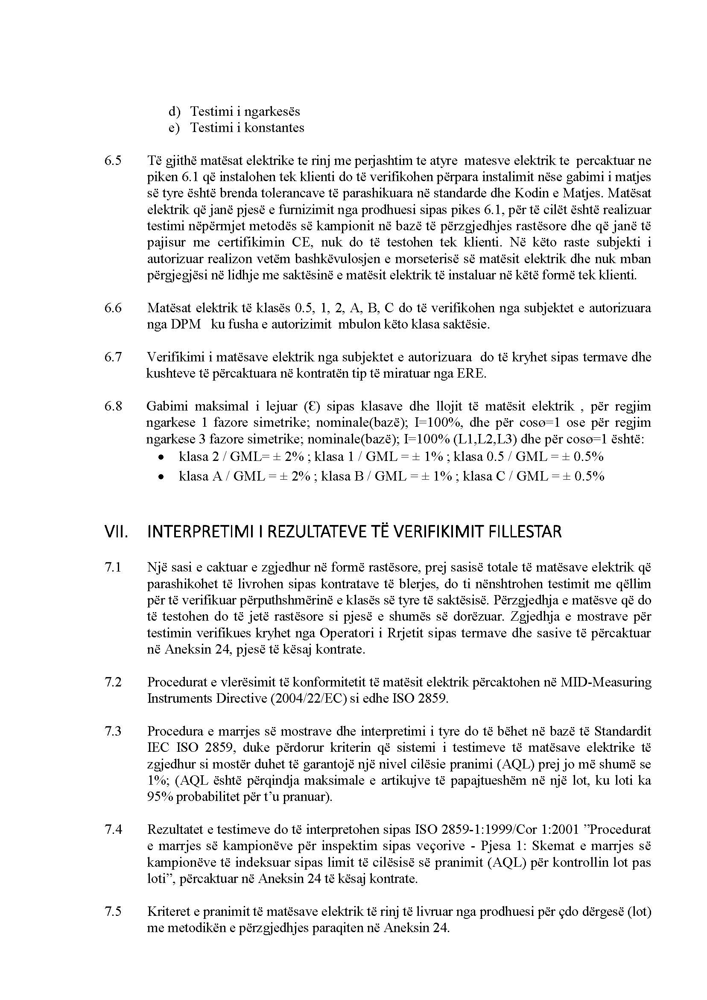 d) Testimi i ngarkesës
e) Testimi i konstantes
6.5 Të gjithë matësat elektrike te rinj me perjashtim te atyre matesve elektrik te percaktuar ne
piken 6.1 që instalohen tek klienti do të verifikohen përpara instalimit nëse gabimi i matjes
së tyre është brenda tolerancave të parashikuara në standarde dhe Kodin e Matjes. Matësat
elektrik që janë pjesë e furnizimit nga prodhuesi sipas pikes 6.1, për të cilët është realizuar
testimi nëpërmjet metodës së kampionit në bazë të përzgjedhjes rastësore dhe që janë të
pajisur me certifikimin CE, nuk do të testohen tek klienti. Në këto raste subjekti i
autorizuar realizon vetëm bashkëvulosjen e morseterisë së matësit elektrik dhe nuk mban
përgjegjësi në lidhje me saktësinë e matësit elektrik të instaluar në këtë formë tek klienti.
6.6 Matësat elektrik të klasës 0.5, 1, 2, A, B, C do të verifikohen nga subjektet e autorizuara
nga DPM ku fusha e autorizimit mbulon këto klasa saktësie.
6.7 Verifikimi i matësave elektrik nga subjektet e autorizuara do të kryhet sipas termave dhe
kushteve të përcaktuara në kontratën tip të miratuar nga ERE.
6.8 Gabimi maksimal i lejuar (Ɛ) sipas klasave dhe llojit të matësit elektrik , për regjim
ngarkese 1 fazore simetrike; nominale(bazë); I=100%, dhe për cosø=1 ose për regjim
ngarkese 3 fazore simetrike; nominale(bazë); I=100% (L1,L2,L3) dhe për cosø=1 është:
• klasa 2 / GML= ± 2% ; klasa 1 / GML = ± 1% ; klasa 0.5 / GML = ± 0.5%
• klasa A / GML = ± 2% ; klasa B / GML = ± 1% ; klasa C / GML = ± 0.5%
VII. INTERPRETIMI I REZULTATEVE TË VERIFIKIMIT FILLESTAR
7.1 Një sasi e caktuar e zgjedhur në formë rastësore, prej sasisë totale të matësave elektrik që
parashikohet të livrohen sipas kontratave të blerjes, do ti nënshtrohen testimit me qëllim
për të verifikuar përputhshmërinë e klasës së tyre të saktësisë. Përzgjedhja e matësve që do
të testohen do të jetë rastësore si pjesë e shumës së dorëzuar. Zgjedhja e mostrave për
testimin verifikues kryhet nga Operatori i Rrjetit sipas termave dhe sasive të përcaktuar
në Aneksin 24, pjesë të kësaj kontrate.
7.2 Procedurat e vlerësimit të konformitetit të matësit elektrik përcaktohen në MID-Measuring
Instruments Directive (2004/22/EC) si edhe ISO 2859.
7.3 Procedura e marrjes së mostrave dhe interpretimi i tyre do të bëhet në bazë të Standardit
IEC ISO 2859, duke përdorur kriterin që sistemi i testimeve të matësave elektrike të
zgjedhur si mostër duhet të garantojë një nivel cilësie pranimi (AQL) prej jo më shumë se
1%; (AQL është përqindja maksimale e artikujve të papajtueshëm në një lot, ku loti ka
95% probabilitet për t’u pranuar).
7.4 Rezultatet e testimeve do të interpretohen sipas ISO 2859-1:1999/Cor 1:2001 ”Procedurat
e marrjes së kampionëve për inspektim sipas veçorive - Pjesa 1: Skemat e marrjes së
kampionëve të indeksuar sipas limit të cilësisë së pranimit (AQL) për kontrollin lot pas
loti”, përcaktuar në Aneksin 24 të kësaj kontrate.
7.5 Kriteret e pranimit të matësave elektrik të rinj të livruar nga prodhuesi për çdo dërgesë (lot)
me metodikën e përzgjedhjes paraqiten në Aneksin 24.